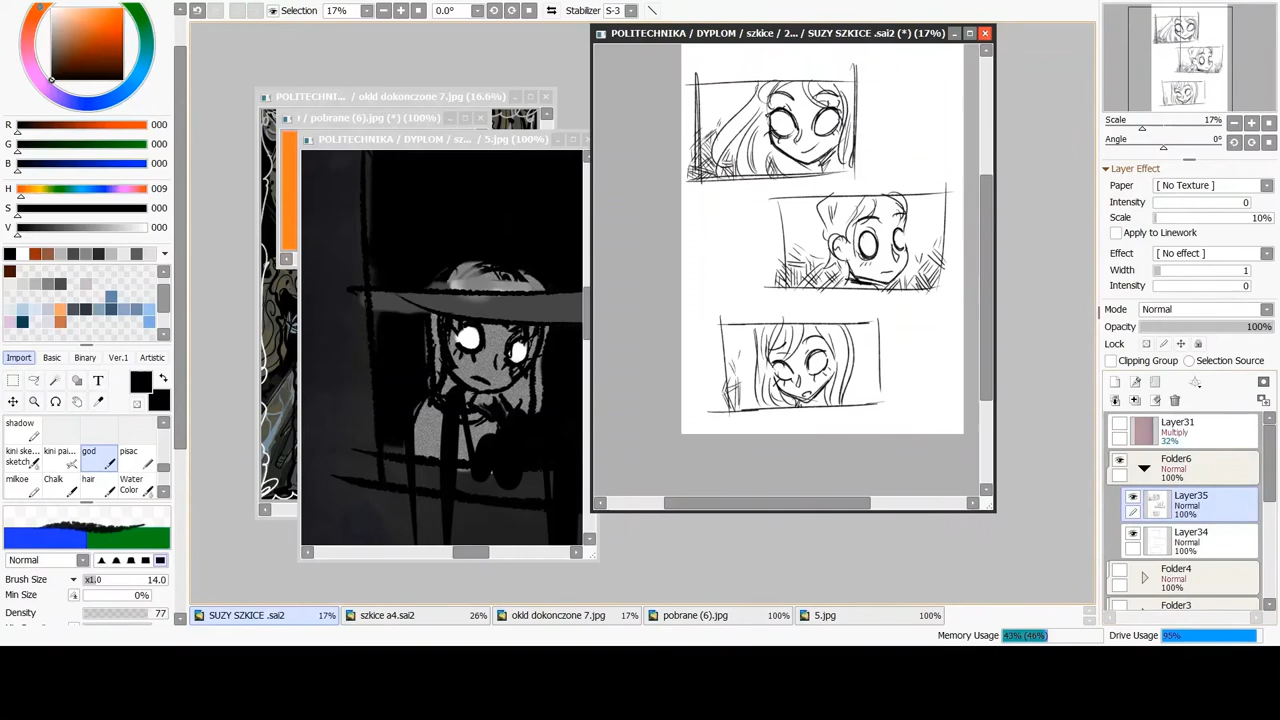 Selection 17% 0.0° Stabilizer S-3
POLITECHNIKA / DYPLOM / szkice / 2... / SUZY SZKICE .sai2 (*) (17%)
POLITECHNI... / okld dokonczone 7.jpg (16.6%)
/ pobrane (6).jpg (*) (100%)
POLITECHNIKA / DYPLOM / sz... / 5.jpg (100%)
R 000
G 000
B 000
H 009
S 000
V 000
Import Basic Binary Ver.1 Artistic
T
shadow
kini ske... sketch
kini pai...
god
pisac
milkoe
Chalk
hair
Water Color
Normal
Brush Size x1.0 14.0
Min Size 0%
Density 77
Scale 17%
Angle 0°
Layer Effect
Paper [ No Texture ]
Intensity 0
Scale 10%
Apply to Linework
Effect [ No effect ]
Width 1
Intensity 0
Mode Normal
Opacity 100%
Lock
Clipping Group Selection Source
Layer31
Multiply
32%
Folder6
Normal
100%
Layer35
Normal
100%
Layer34
Normal
100%
Folder4
Normal
100%
Folder3
SUZY SZKICE .sai2 17%
szkice a4.sai2 26%
okld dokonczone 7.jpg 17%
pobrane (6).jpg 100%
5.jpg 100%
Memory Usage 43% (46%) Drive Usage 95%